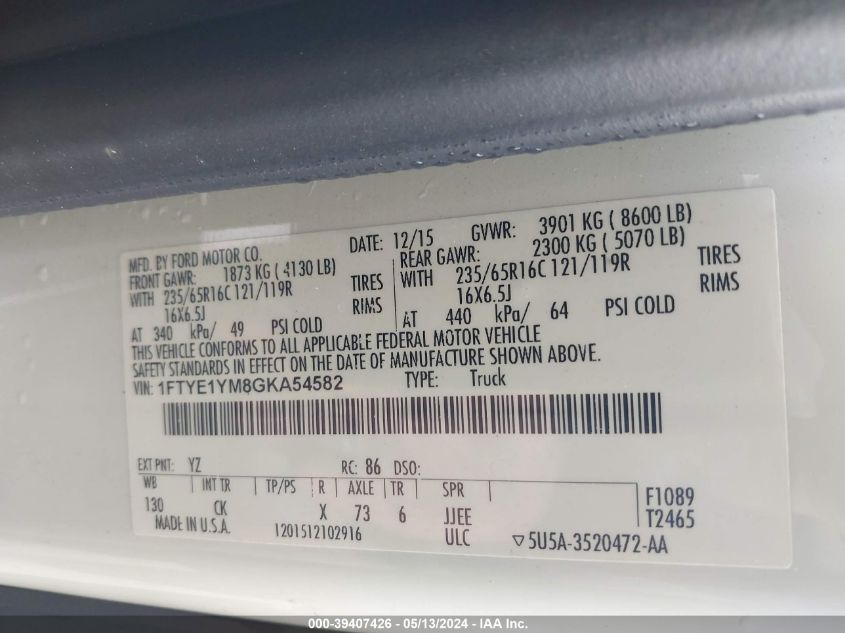 MFD. BY FORD MOTOR CO. DATE: 12/15 GVWR: 3901 KG ( 8600 LB)
FRONT GAWR: 1873 KG ( 4130 LB) REAR GAWR: 2300 KG ( 5070 LB)
WITH 235/65R16C 121/119R TIRES WITH 235/65R16C 121/119R TIRES
16X6.5J RIMS 16X6.5J RIMS
AT 340 kPa/ 49 PSI COLD AT 440 kPa/ 64 PSI COLD
THIS VEHICLE CONFORMS TO ALL APPLICABLE FEDERAL MOTOR VEHICLE
SAFETY STANDARDS IN EFFECT ON THE DATE OF MANUFACTURE SHOWN ABOVE.
VIN: 1FTYE1YM8GKA54582 TYPE: Truck
EXT PNT: YZ RC: 86 DSO:
WB INT TR TP/PS R AXLE TR SPR F1089
130 CK X 73 6 JJEE T2465
MADE IN U.S.A. 1201512102916 ULC ▽5U5A-3520472-AA
000-39407426 - 05/13/2024 - IAA Inc.